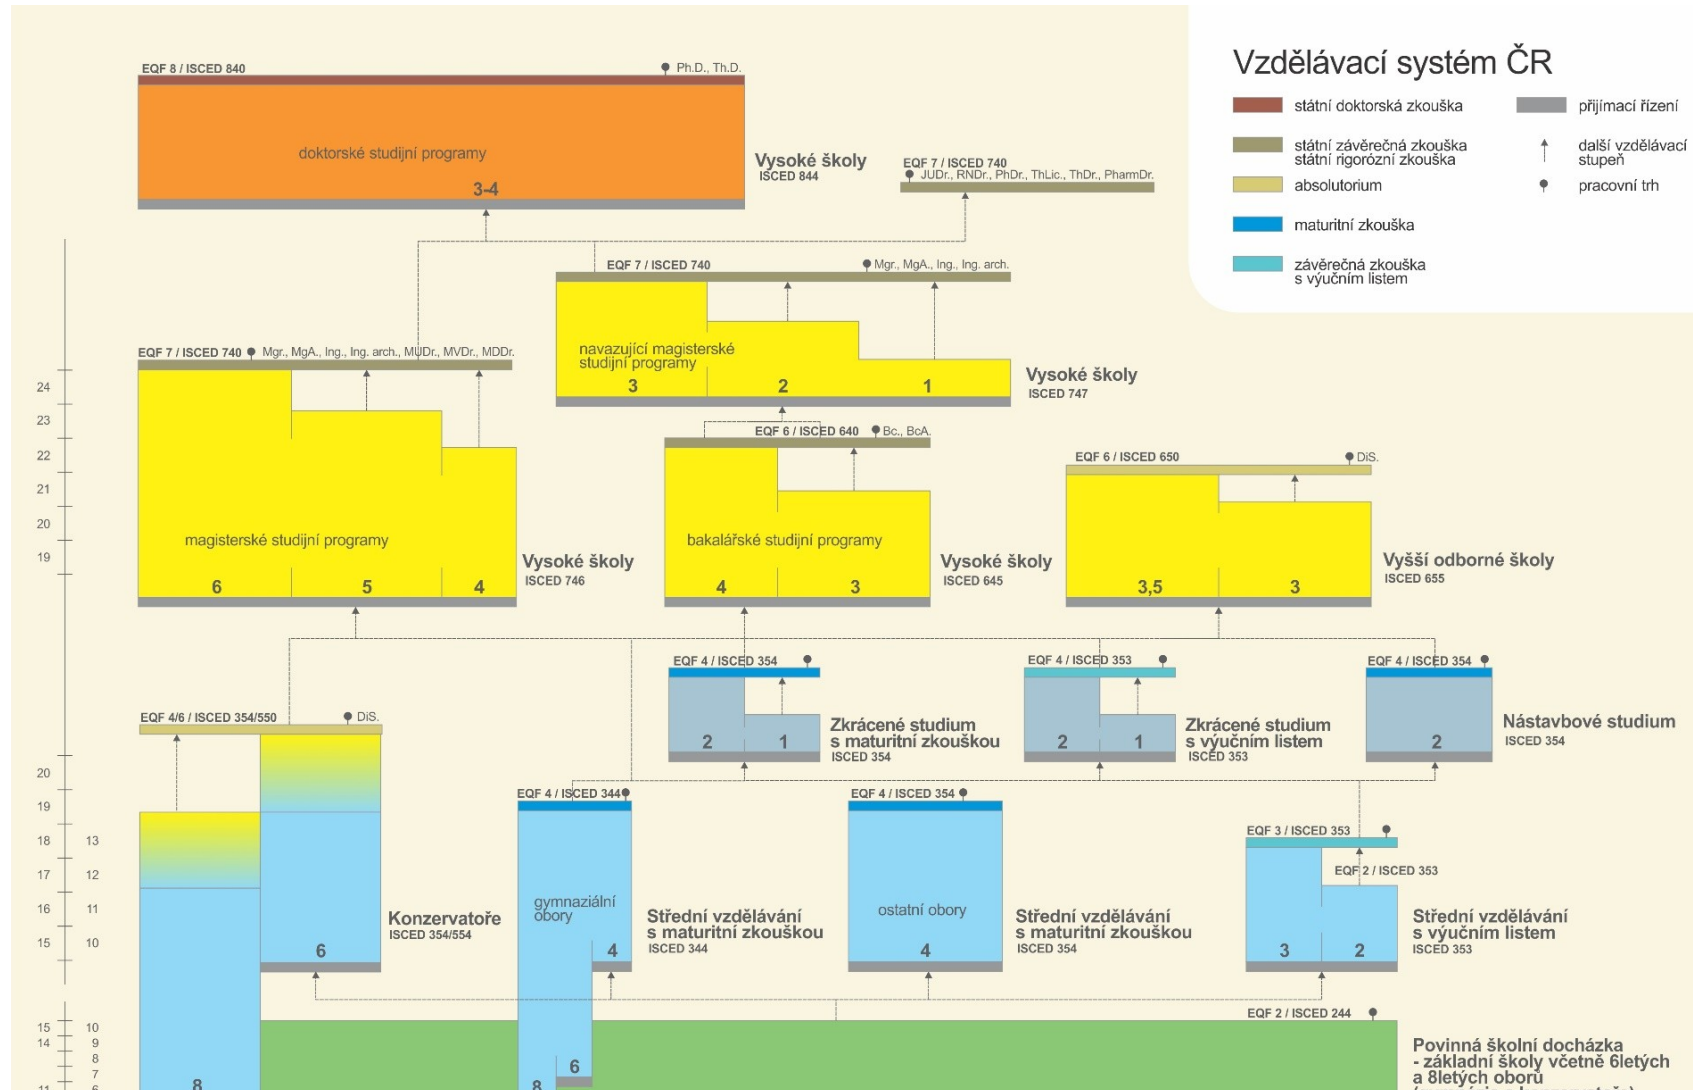 Vzdělávací systém ČR
státní doktorská zkouška
přijímací řízení
státní závěrečná zkouška
státní rigorózní zkouška
další vzdělávací
stupeň
absolutorium
pracovní trh
maturitní zkouška
závěrečná zkouška
s výučním listem
EQF 8 / ISCED 840
Ph.D., Th.D.
doktorské studijní programy
3-4
Vysoké školy
ISCED 844
EQF 7 / ISCED 740
JUDr., RNDr., PhDr., ThLic., ThDr., PharmDr.
EQF 7 / ISCED 740
Mgr., MgA., Ing., Ing. arch.
navazující magisterské
studijní programy
3
2
1
Vysoké školy
ISCED 747
EQF 7 / ISCED 740
Mgr., MgA., Ing., Ing. arch., MUDr., MVDr., MDDr.
magisterské studijní programy
6
5
4
Vysoké školy
ISCED 746
EQF 6 / ISCED 640
Bc., BcA.
bakalářské studijní programy
4
3
Vysoké školy
ISCED 645
EQF 6 / ISCED 650
DiS.
3,5
3
Vyšší odborné školy
ISCED 655
24
23
22
21
20
19
EQF 4 / ISCED 354
2
1
Zkrácené studium
s maturitní zkouškou
ISCED 354
EQF 4 / ISCED 353
2
1
Zkrácené studium
s výučním listem
ISCED 353
EQF 4 / ISCED 354
2
Nástavbové studium
ISCED 354
EQF 4/6 / ISCED 354/550
DiS.
6
8
Konzervatoře
ISCED 354/554
EQF 4 / ISCED 344
gymnaziální
obory
4
6
8
Střední vzdělávání
s maturitní zkouškou
ISCED 344
EQF 4 / ISCED 354
ostatní obory
4
Střední vzdělávání
s maturitní zkouškou
ISCED 354
EQF 3 / ISCED 353
EQF 2 / ISCED 353
3
2
Střední vzdělávání
s výučním listem
ISCED 353
20
19
18 13
17 12
16 11
15 10
EQF 2 / ISCED 244
15 10
14 9
8
7
11 6
Povinná školní docházka
- základní školy včetně 6letých
a 8letých oborů